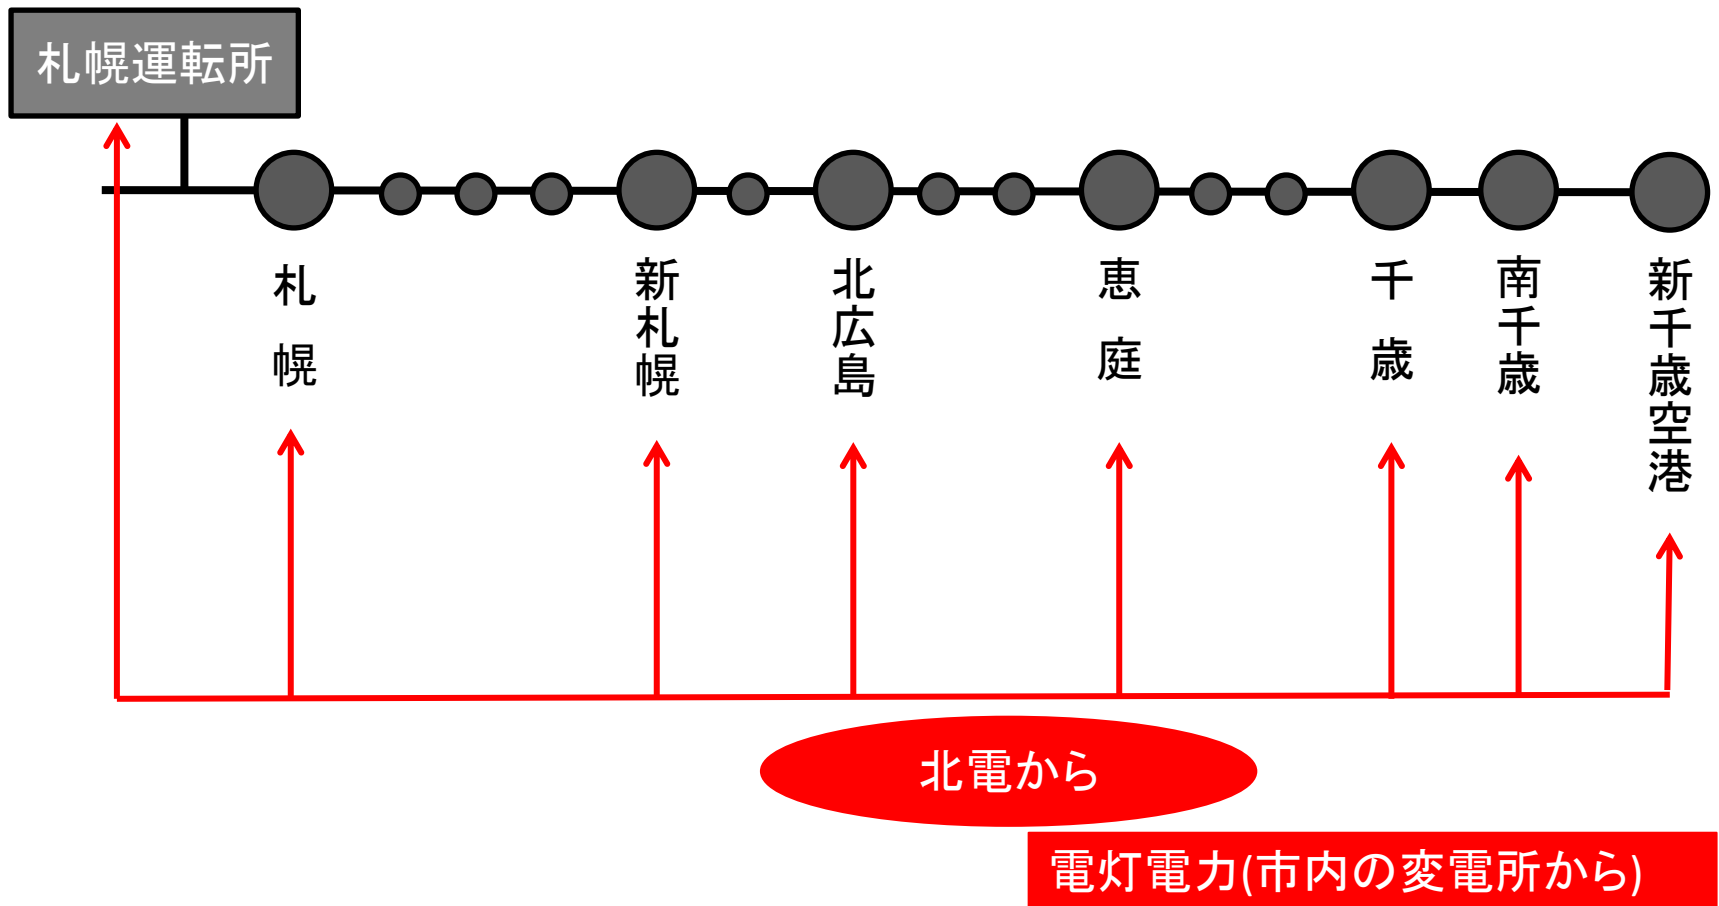 札幌運転所
札幌
新札幌
北広島
恵庭
千歳
南千歳
新千歳空港
北電から
電灯電力(市内の変電所から)